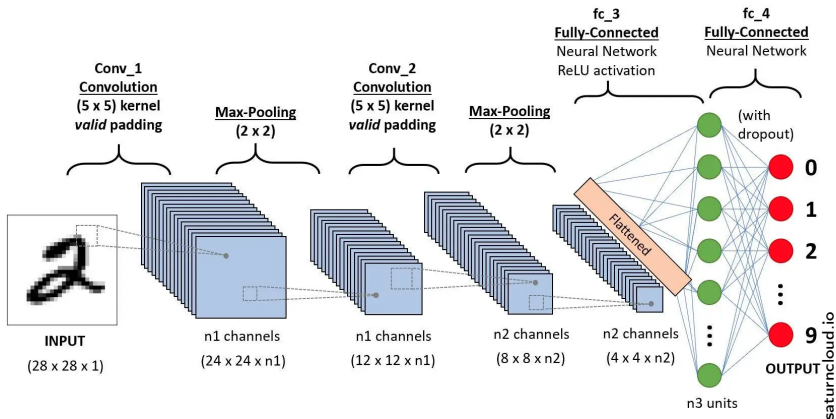 fc_3
Fully-Connected
Neural Network
ReLU activation
fc_4
Fully-Connected
Neural Network
Conv_1
Convolution
(5 x 5) kernel
valid padding
Max-Pooling
(2 x 2)
Conv_2
Convolution
(5 x 5) kernel
valid padding
Max-Pooling
(2 x 2)
(with
dropout)
Flattened
0
1
2
9
INPUT
(28 x 28 x 1)
n1 channels
(24 x 24 x n1)
n1 channels
(12 x 12 x n1)
n2 channels
(8 x 8 x n2)
n2 channels
(4 x 4 x n2)
n3 units
OUTPUT
saturncloud.io
2